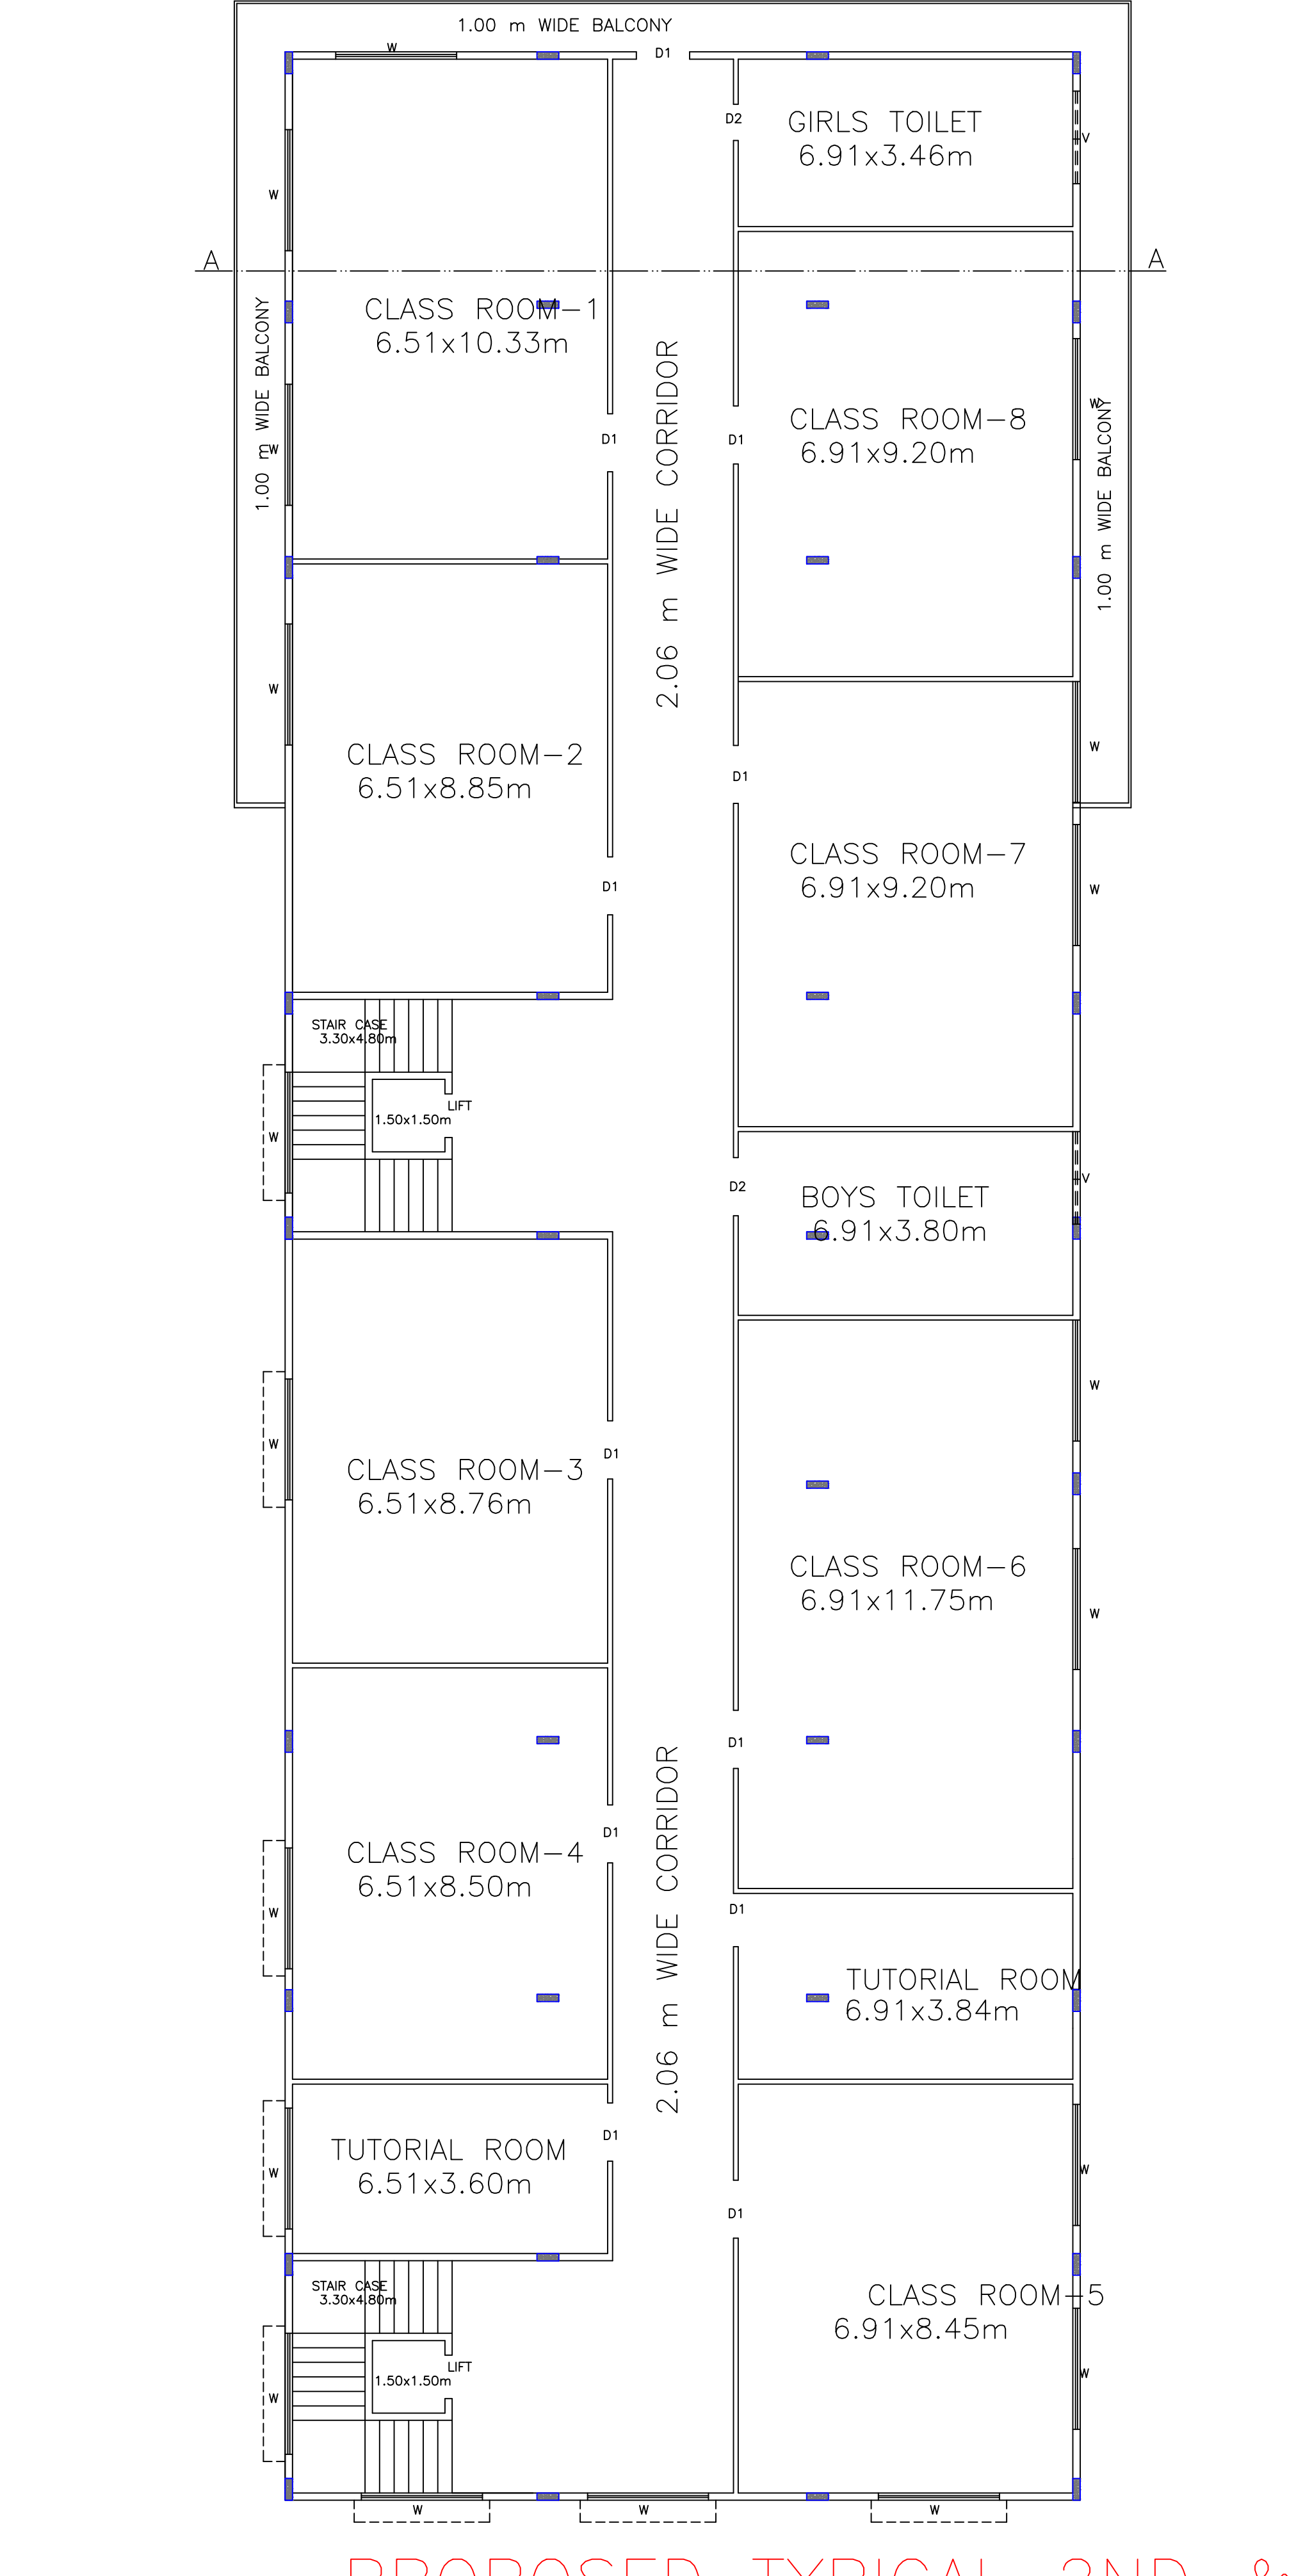 1.00 m WIDE BALCONY
W
D1
D2
GIRLS TOILET
6.91x3.46m
V
W
A
A
CLASS ROOM-1
6.51x10.33m
1.00 m WIDE BALCONY
W
D1
2.06 m WIDE CORRIDOR
D1
CLASS ROOM-8
6.91x9.20m
W
1.00 m WIDE BALCONY
W
CLASS ROOM-2
6.51x8.85m
D1
W
D1
CLASS ROOM-7
6.91x9.20m
W
STAIR CASE
3.30x4.80m
LIFT
1.50x1.50m
W
D2
BOYS TOILET
6.91x3.80m
V
W
W
CLASS ROOM-3
6.51x8.76m
D1
CLASS ROOM-6
6.91x11.75m
W
D1
2.06 m WIDE CORRIDOR
D1
CLASS ROOM-4
6.51x8.50m
W
D1
TUTORIAL ROOM
6.91x3.84m
D1
TUTORIAL ROOM
6.51x3.60m
W
W
D1
STAIR CASE
3.30x4.80m
CLASS ROOM-5
6.91x8.45m
LIFT
1.50x1.50m
W
W
W
W
W
PROPOSED TYPICAL 2ND &